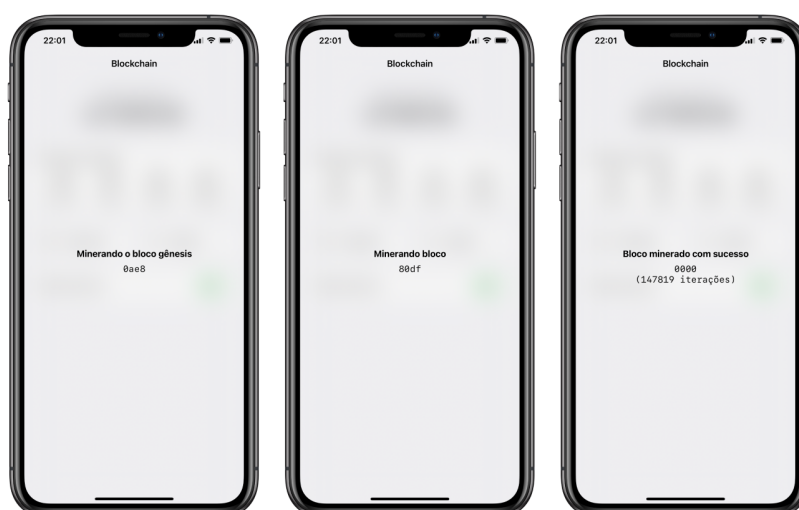 22:01
Blockchain
Minerando o bloco gênesis
0ae8
22:01
Blockchain
Minerando bloco
80df
22:01
Blockchain
Bloco minerado com sucesso
0000
(147819 iterações)